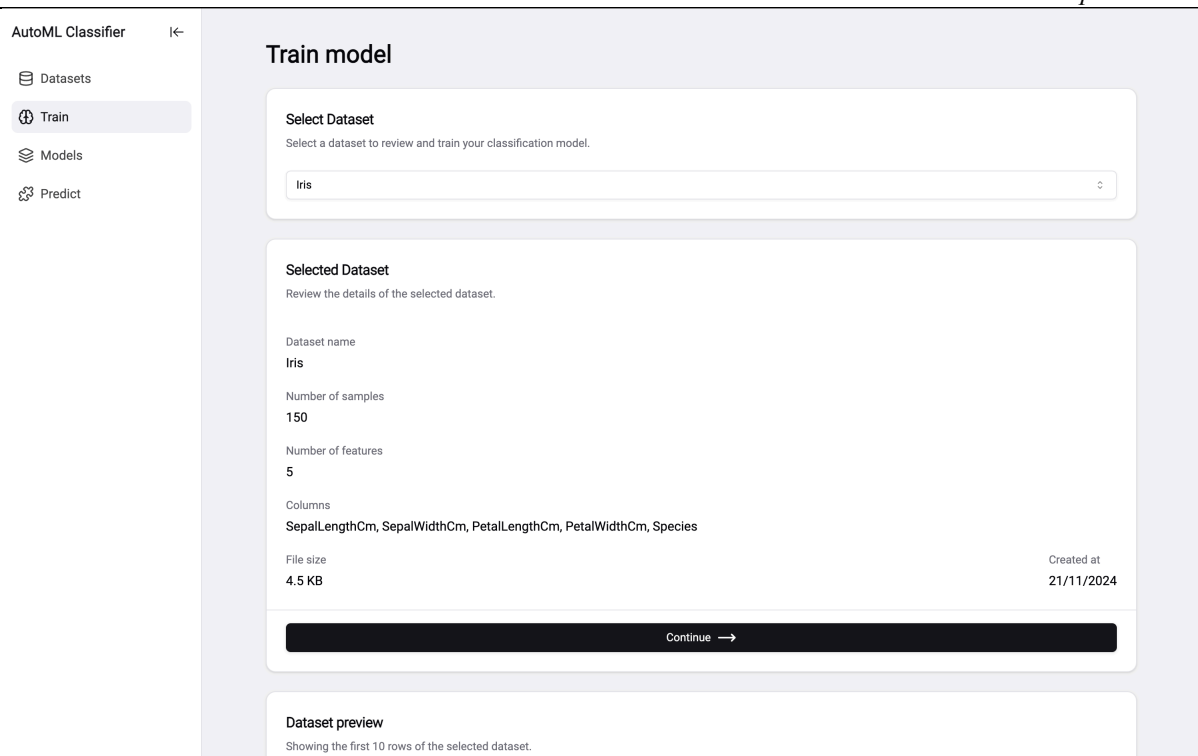 AutoML Classifier
Datasets
Train
Models
Predict
Train model
Select Dataset
Select a dataset to review and train your classification model.
Iris
Selected Dataset
Review the details of the selected dataset.
Dataset name
Iris
Number of samples
150
Number of features
5
Columns
SepalLengthCm, SepalWidthCm, PetalLengthCm, PetalWidthCm, Species
File size
Created at
4.5 KB
21/11/2024
Continue
Dataset preview
Showing the first 10 rows of the selected dataset.